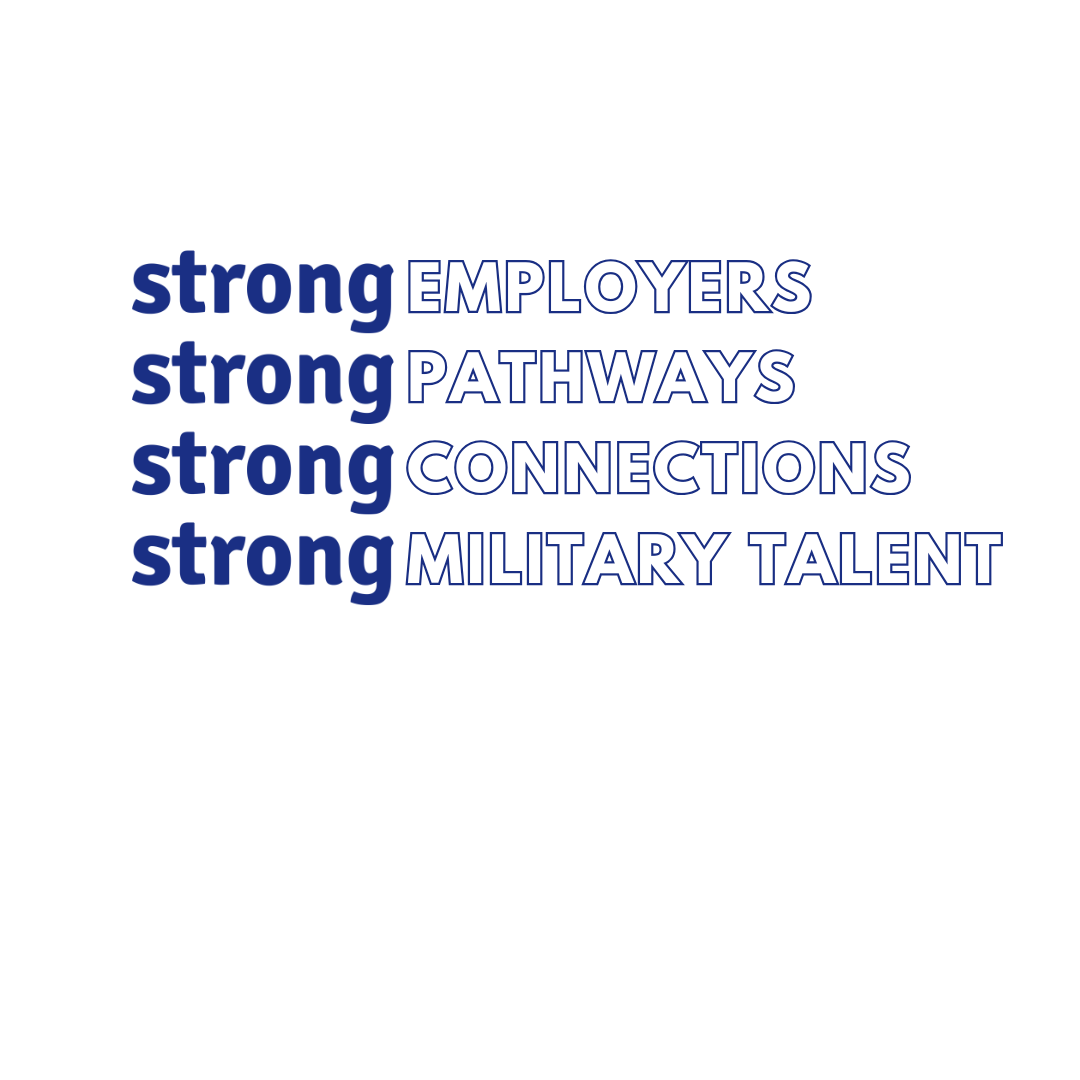 strong EMPLOYERS
strong PATHWAYS
strong CONNECTIONS
strong MILITARY TALENT